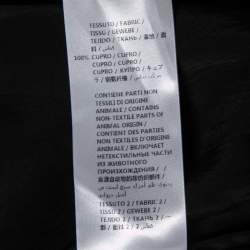 TESSUTO / FABRIC /
TISSU / GEWEBE /
TEJIDO / ТКАНЬ /
100% CUPRO / CUPRO /
CUPRO / CUPRO /
CUPRO / КУПРО /
CONTIENE PARTI NON
TESSILI DI ORIGINE
ANIMALE / CONTAINS
NON-TEXTILE PARTS OF
ANIMAL ORIGIN /
CONTIENT DES PARTIES
NON TEXTILES
D'ORIGINE
ANIMALE / ВКЛЮЧАЕТ
НЕТЕКСТИЛЬНЫЕ ЧАСТИ
ИЗ ЖИВОТНОГО
ПРОИСХОЖДЕНИЯ /
TESSUTO 2 / FABRIC 2 /
TISSU 2 / GEWEBE 2 /
TEJIDO 2 / ТКАНЬ 2 /